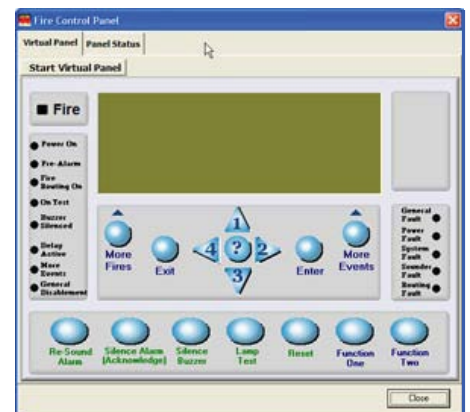 Fire Control Panel
Virtual Panel Panel Status
Start Virtual Panel
Fire
Power On
Pre-Alarm
Fire
Routing On
On Test
Buzzer
Silenced
Delay
Active
More
Events
General
Disablement
More
Fires
Exit
1
4 ? 2
3
Enter
More
Events
General
Fault
Power
Fault
System
Fault
Sounder
Fault
Routing
Fault
Re-Sound
Alarm
Silence Alarm
(Acknowledge)
Silence
Buzzer
Lamp
Test
Reset
Function
One
Function
Two
Close